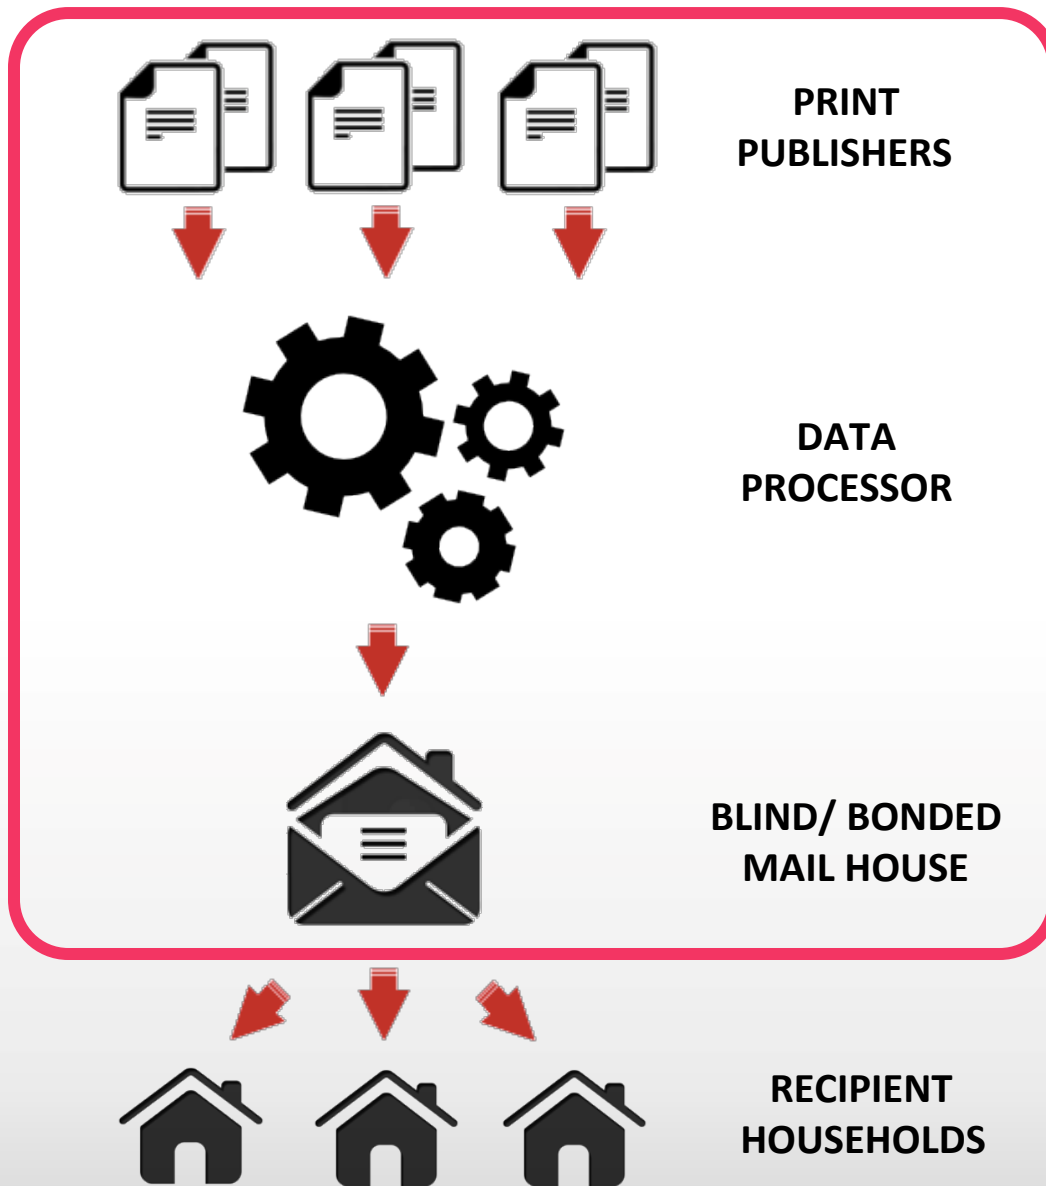 PRINT
PUBLISHERS
DATA
PROCESSOR
BLIND/ BONDED
MAIL HOUSE
RECIPIENT
HOUSEHOLDS